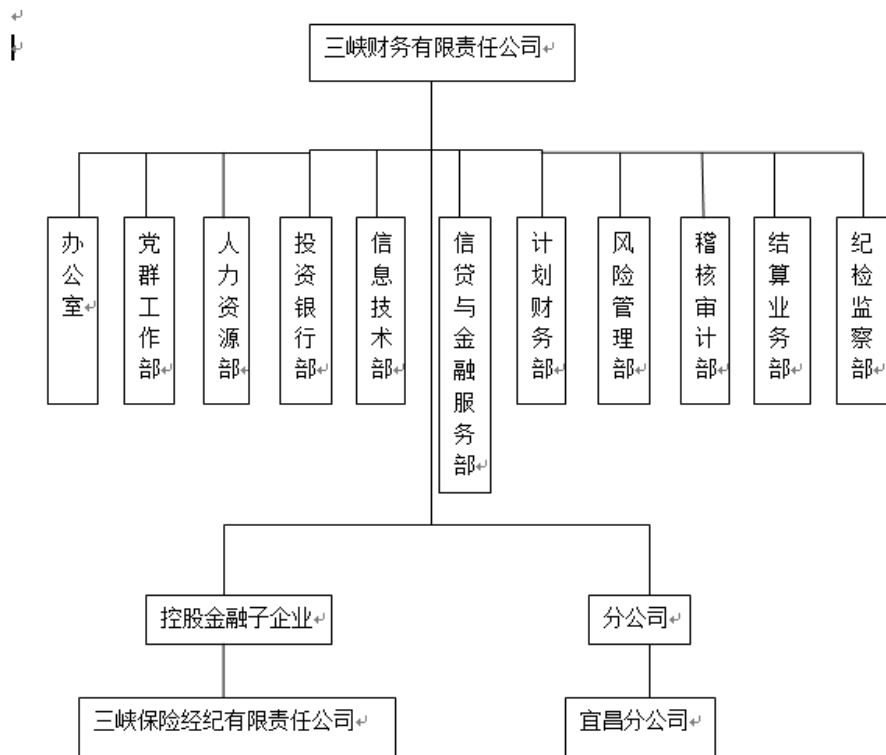 三峡财务有限责任公司
办公室
党群工作部
人力资源部
投资银行部
信息技术部
信贷与金融服务部
计划财务部
风险管理部
稽核审计部
结算业务部
纪检监察部
控股金融子企业
分公司
三峡保险经纪有限责任公司
宜昌分公司